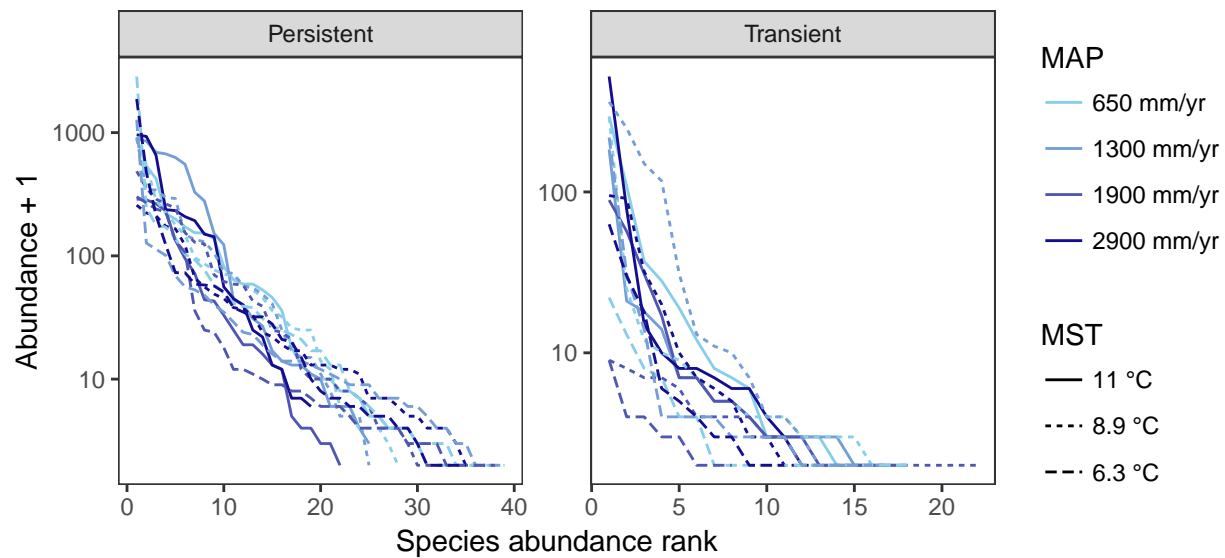 Persistent
Transient
Abundance + 1
1000
100
10
100
10
0 10 20 30 40
0 5 10 15 20
Species abundance rank
MAP
650 mm/yr
1300 mm/yr
1900 mm/yr
2900 mm/yr
MST
11 °C
8.9 °C
6.3 °C